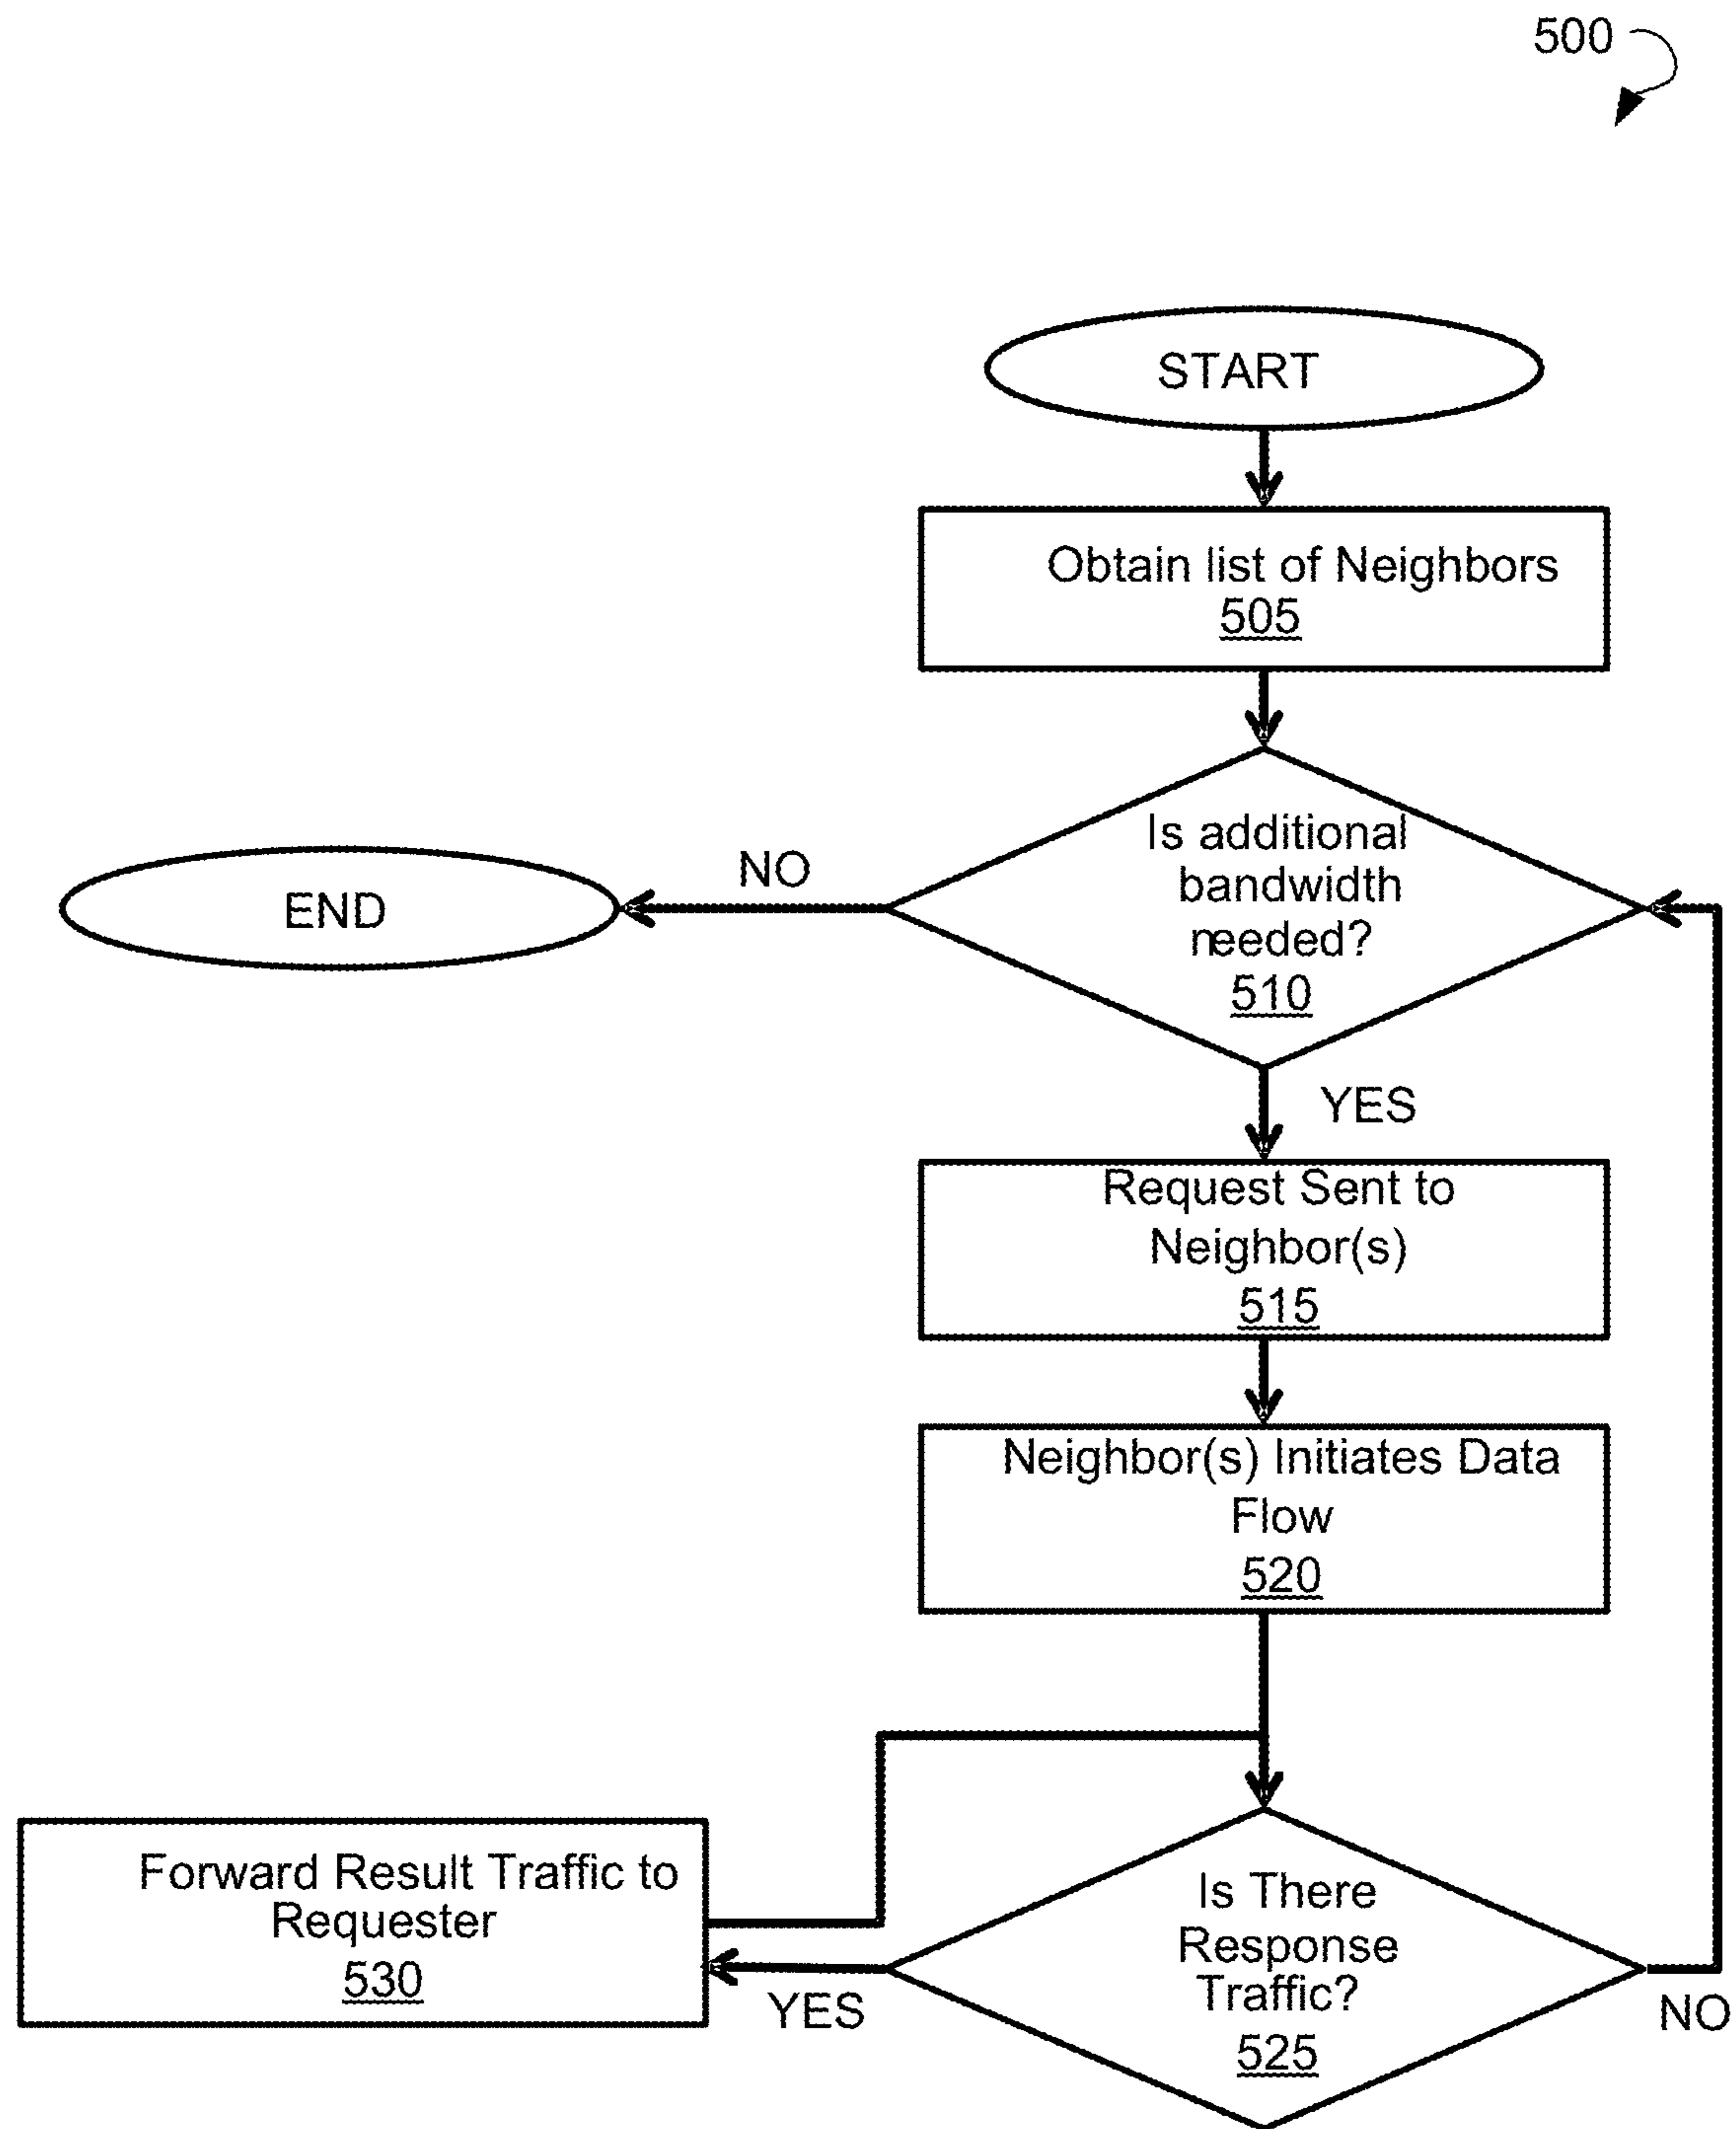 500
START
Obtain list of Neighbors
505
Is additional
bandwidth
needed?
510
NO
END
YES
Request Sent to
Neighbor(s)
515
Neighbor(s) Initiates Data
Flow
520
Forward Result Traffic to
Requester
530
Is There
Response
Traffic?
525
YES
NO